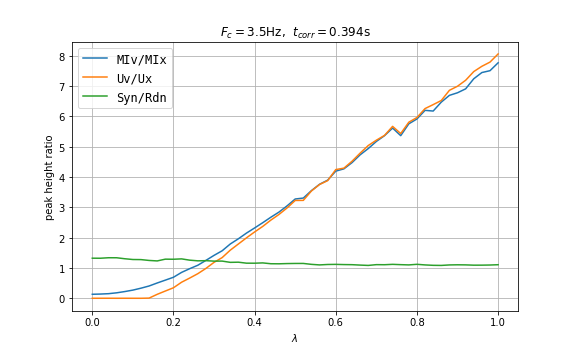 F_c = 3.5Hz, t_corr = 0.394s
MIv/MIx
Uv/Ux
Syn/Rdn
peak height ratio
8
7
6
5
4
3
2
1
0
0.0 0.2 0.4 0.6 0.8 1.0
λ